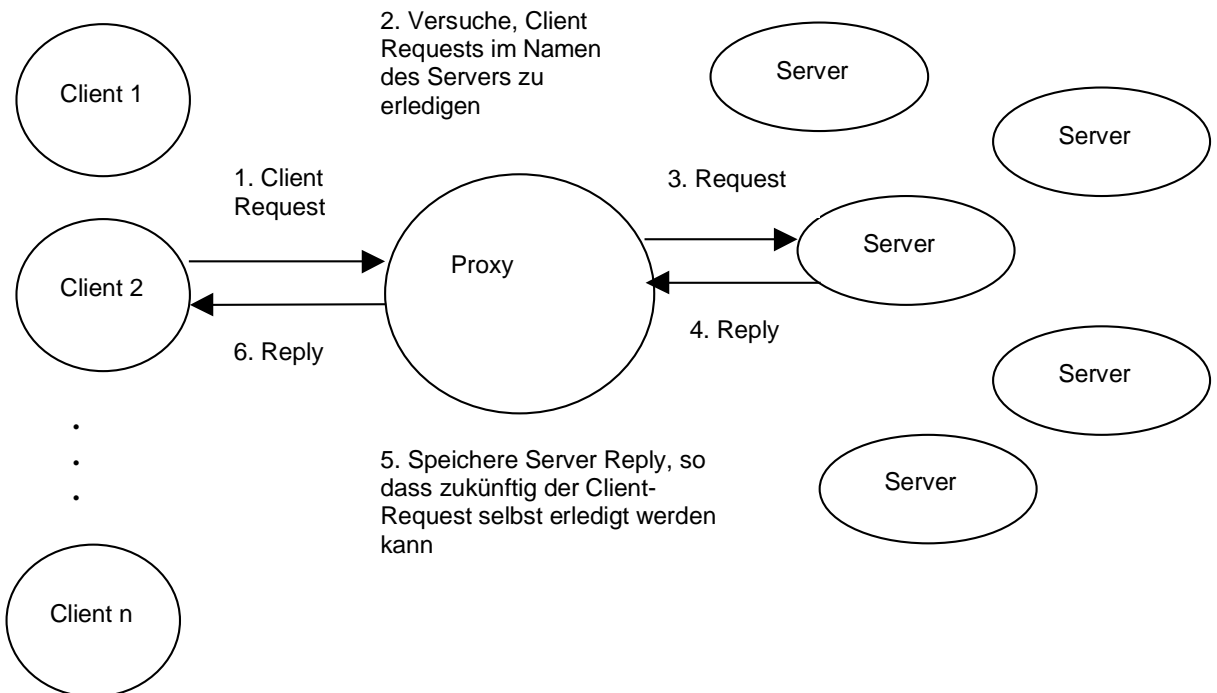 2. Versuche, Client
Requests im Namen
des Servers zu
erledigen
Client 1
Server
Server
1. Client
Request
3. Request
Client 2
Proxy
Server
6. Reply
4. Reply
Server
5. Speichere Server Reply, so
dass zukünftig der Client-
Request selbst erledigt werden
kann
Server
Client n